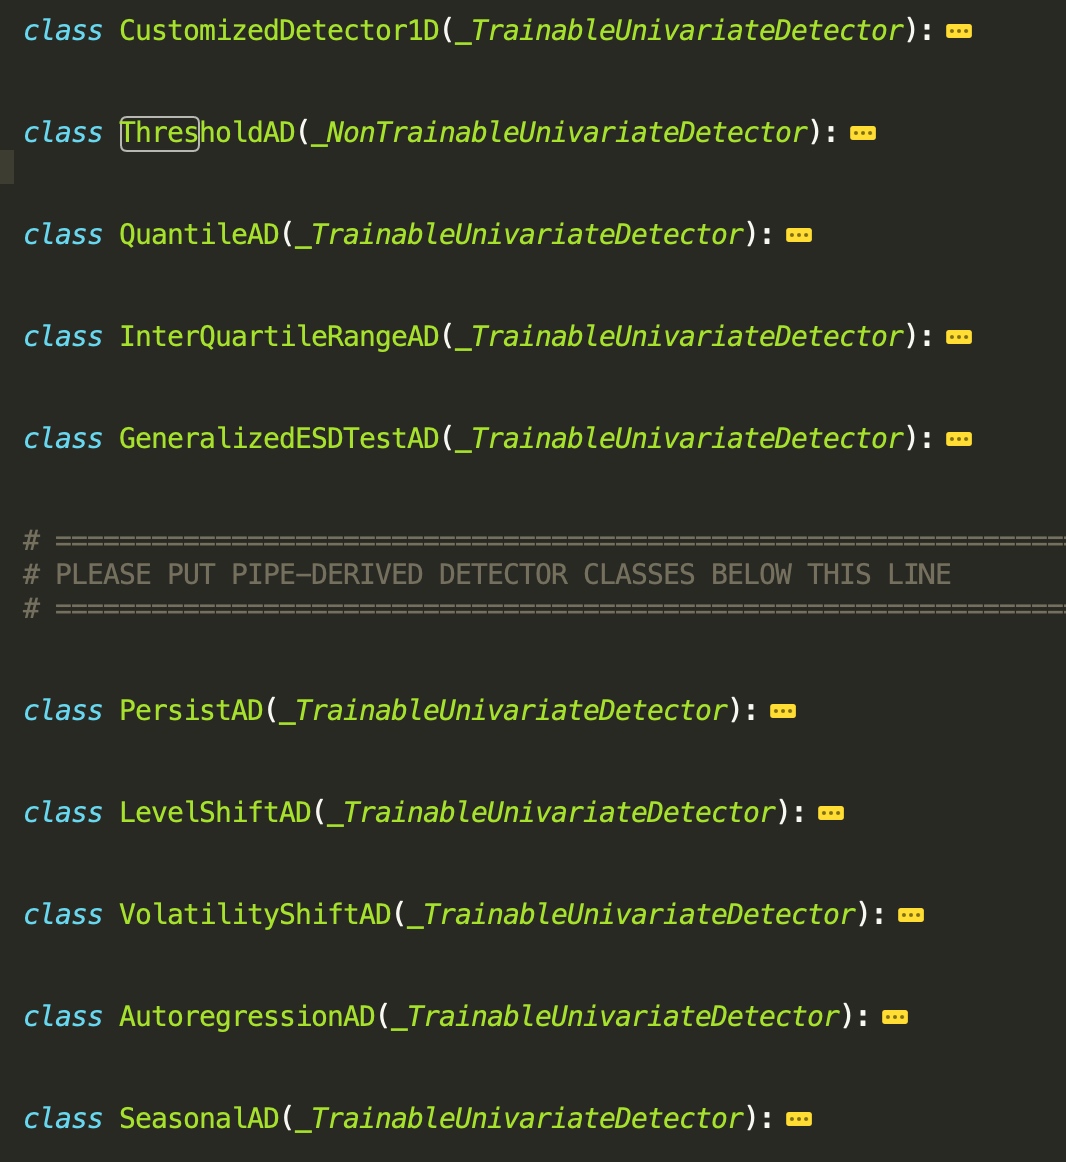 class CustomizedDetector1D(_TrainableUnivariateDetector):
class ThresholdAD(_NonTrainableUnivariateDetector):
class QuantileAD(_TrainableUnivariateDetector):
class InterQuartileRangeAD(_TrainableUnivariateDetector):
class GeneralizedESDTestAD(_TrainableUnivariateDetector):
# ===============================================================
# PLEASE PUT PIPE-DERIVED DETECTOR CLASSES BELOW THIS LINE
# ===============================================================
class PersistAD(_TrainableUnivariateDetector):
class LevelShiftAD(_TrainableUnivariateDetector):
class VolatilityShiftAD(_TrainableUnivariateDetector):
class AutoregressionAD(_TrainableUnivariateDetector):
class SeasonalAD(_TrainableUnivariateDetector):